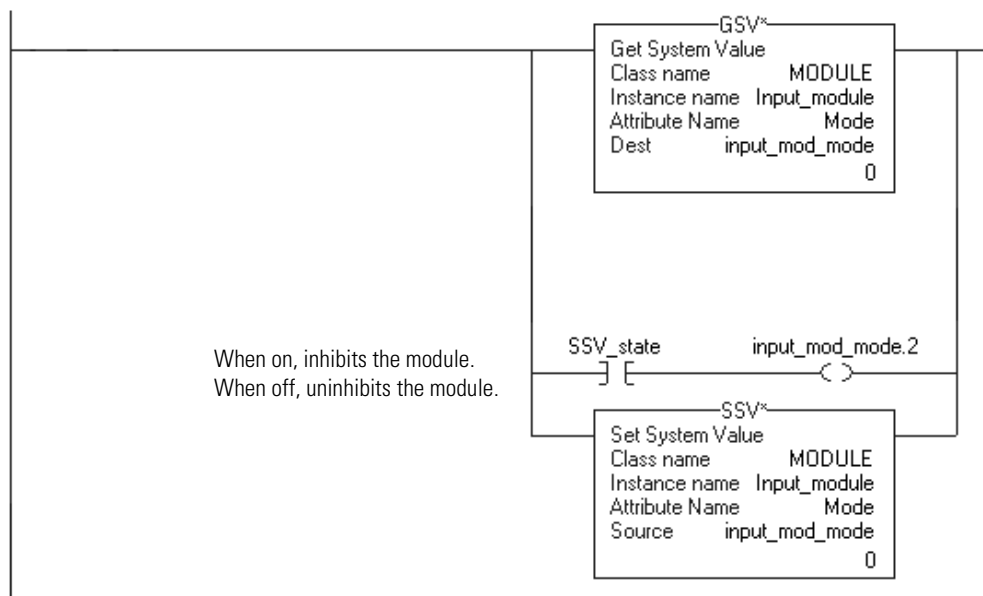 GSV*
Get System Value
Class name MODULE
Instance name Input_module
Attribute Name Mode
Dest input_mod_mode
0
SSV_state input_mod_mode.2
When on, inhibits the module.
When off, uninhibits the module.
SSV*
Set System Value
Class name MODULE
Instance name Input_module
Attribute Name Mode
Source input_mod_mode
0